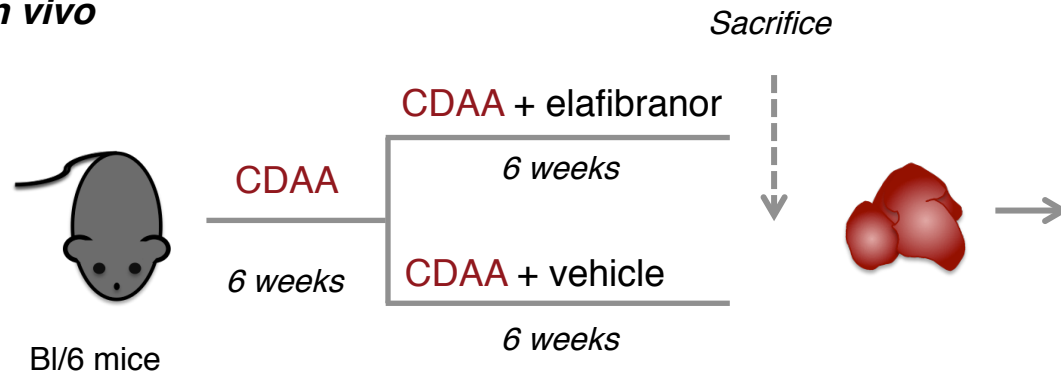 n vivo
Sacrifice
CDAA + elafibranor
6 weeks
CDAA
6 weeks
CDAA + vehicle
6 weeks
Bl/6 mice